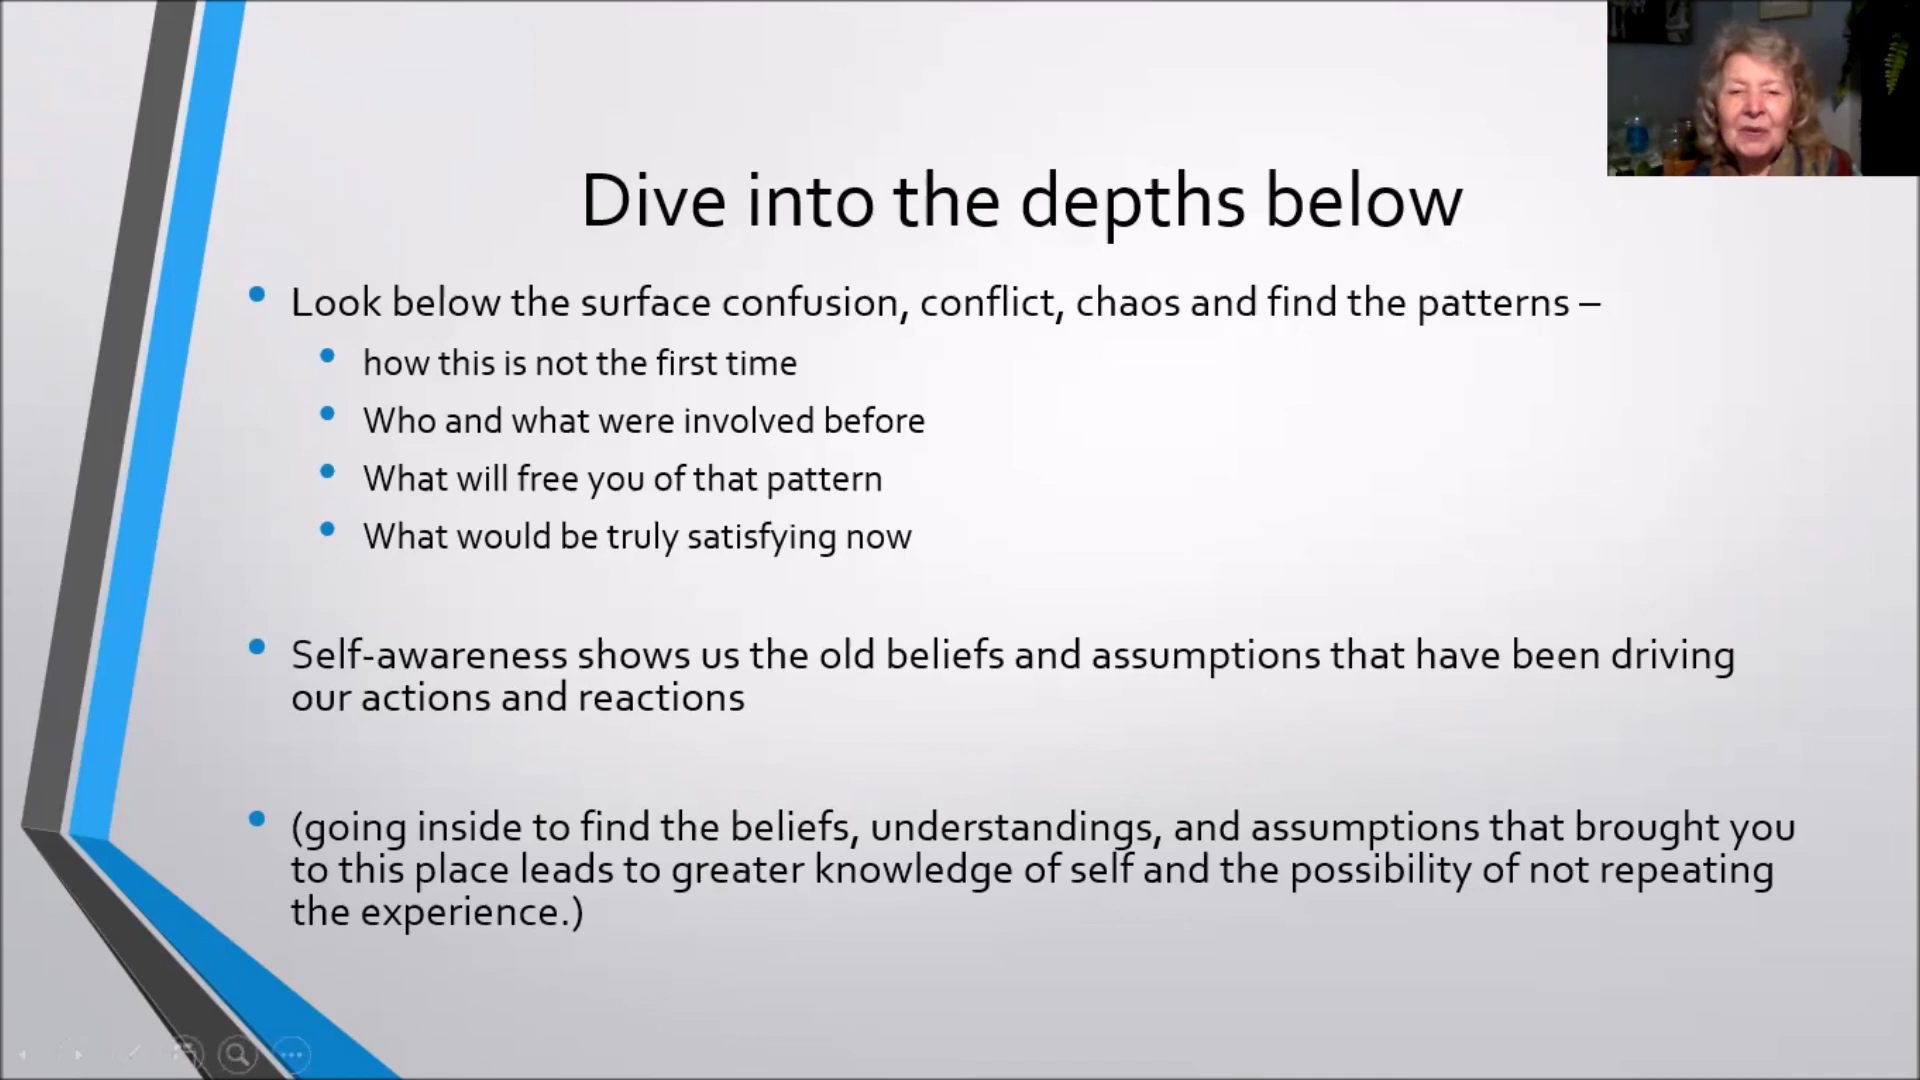 Dive into the depths below
Look below the surface confusion, conflict, chaos and find the patterns –
how this is not the first time
Who and what were involved before
What will free you of that pattern
What would be truly satisfying now
Self-awareness shows us the old beliefs and assumptions that have been driving
our actions and reactions
(going inside to find the beliefs, understandings, and assumptions that brought you
to this place leads to greater knowledge of self and the possibility of not repeating
the experience.)